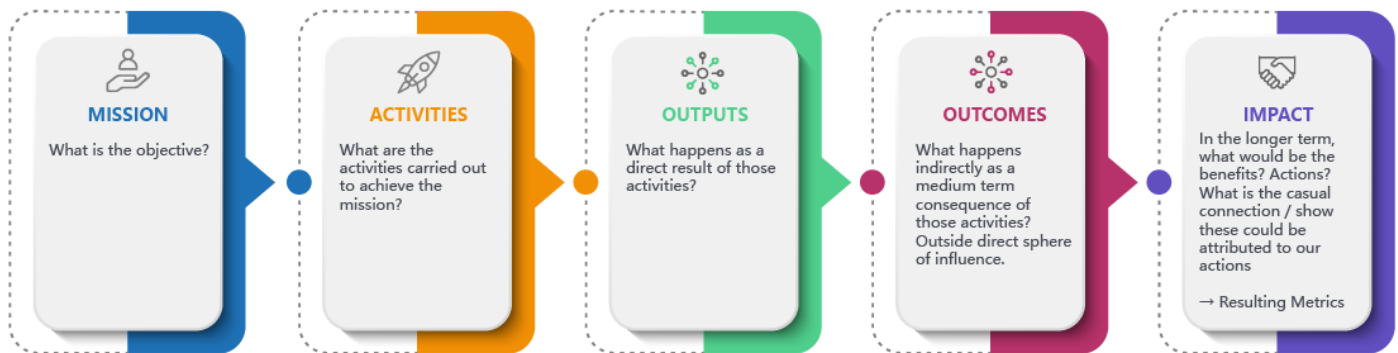 MISSION
What is the objective?
ACTIVITIES
What are the
activities carried out
to achieve the
mission?
OUTPUTS
What happens as a
direct result of those
activities?
OUTCOMES
What happens
indirectly as a
medium term
consequence of
those activities?
Outside direct sphere
of influence.
IMPACT
In the longer term,
what would be the
benefits? Actions?
What is the casual
connection / show
these could be
attributed to our
actions
→ Resulting Metrics